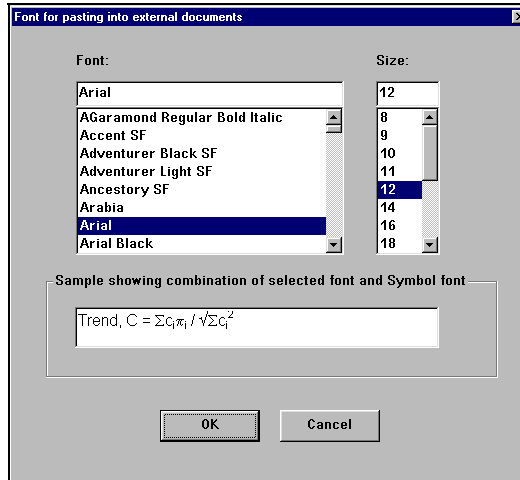 Font for pasting into external documents
Font: Size:
Arial 12
AGaramond Regular Bold Italic 8
Accent SF 9
Adventurer Black SF 10
Adventurer Light SF 11
Ancestory SF 12
Arabia 14
Arial 16
Arial Black 18
Sample showing combination of selected font and Symbol font
Trend, C = Σcᵢπᵢ / √Σcᵢ²
OK Cancel